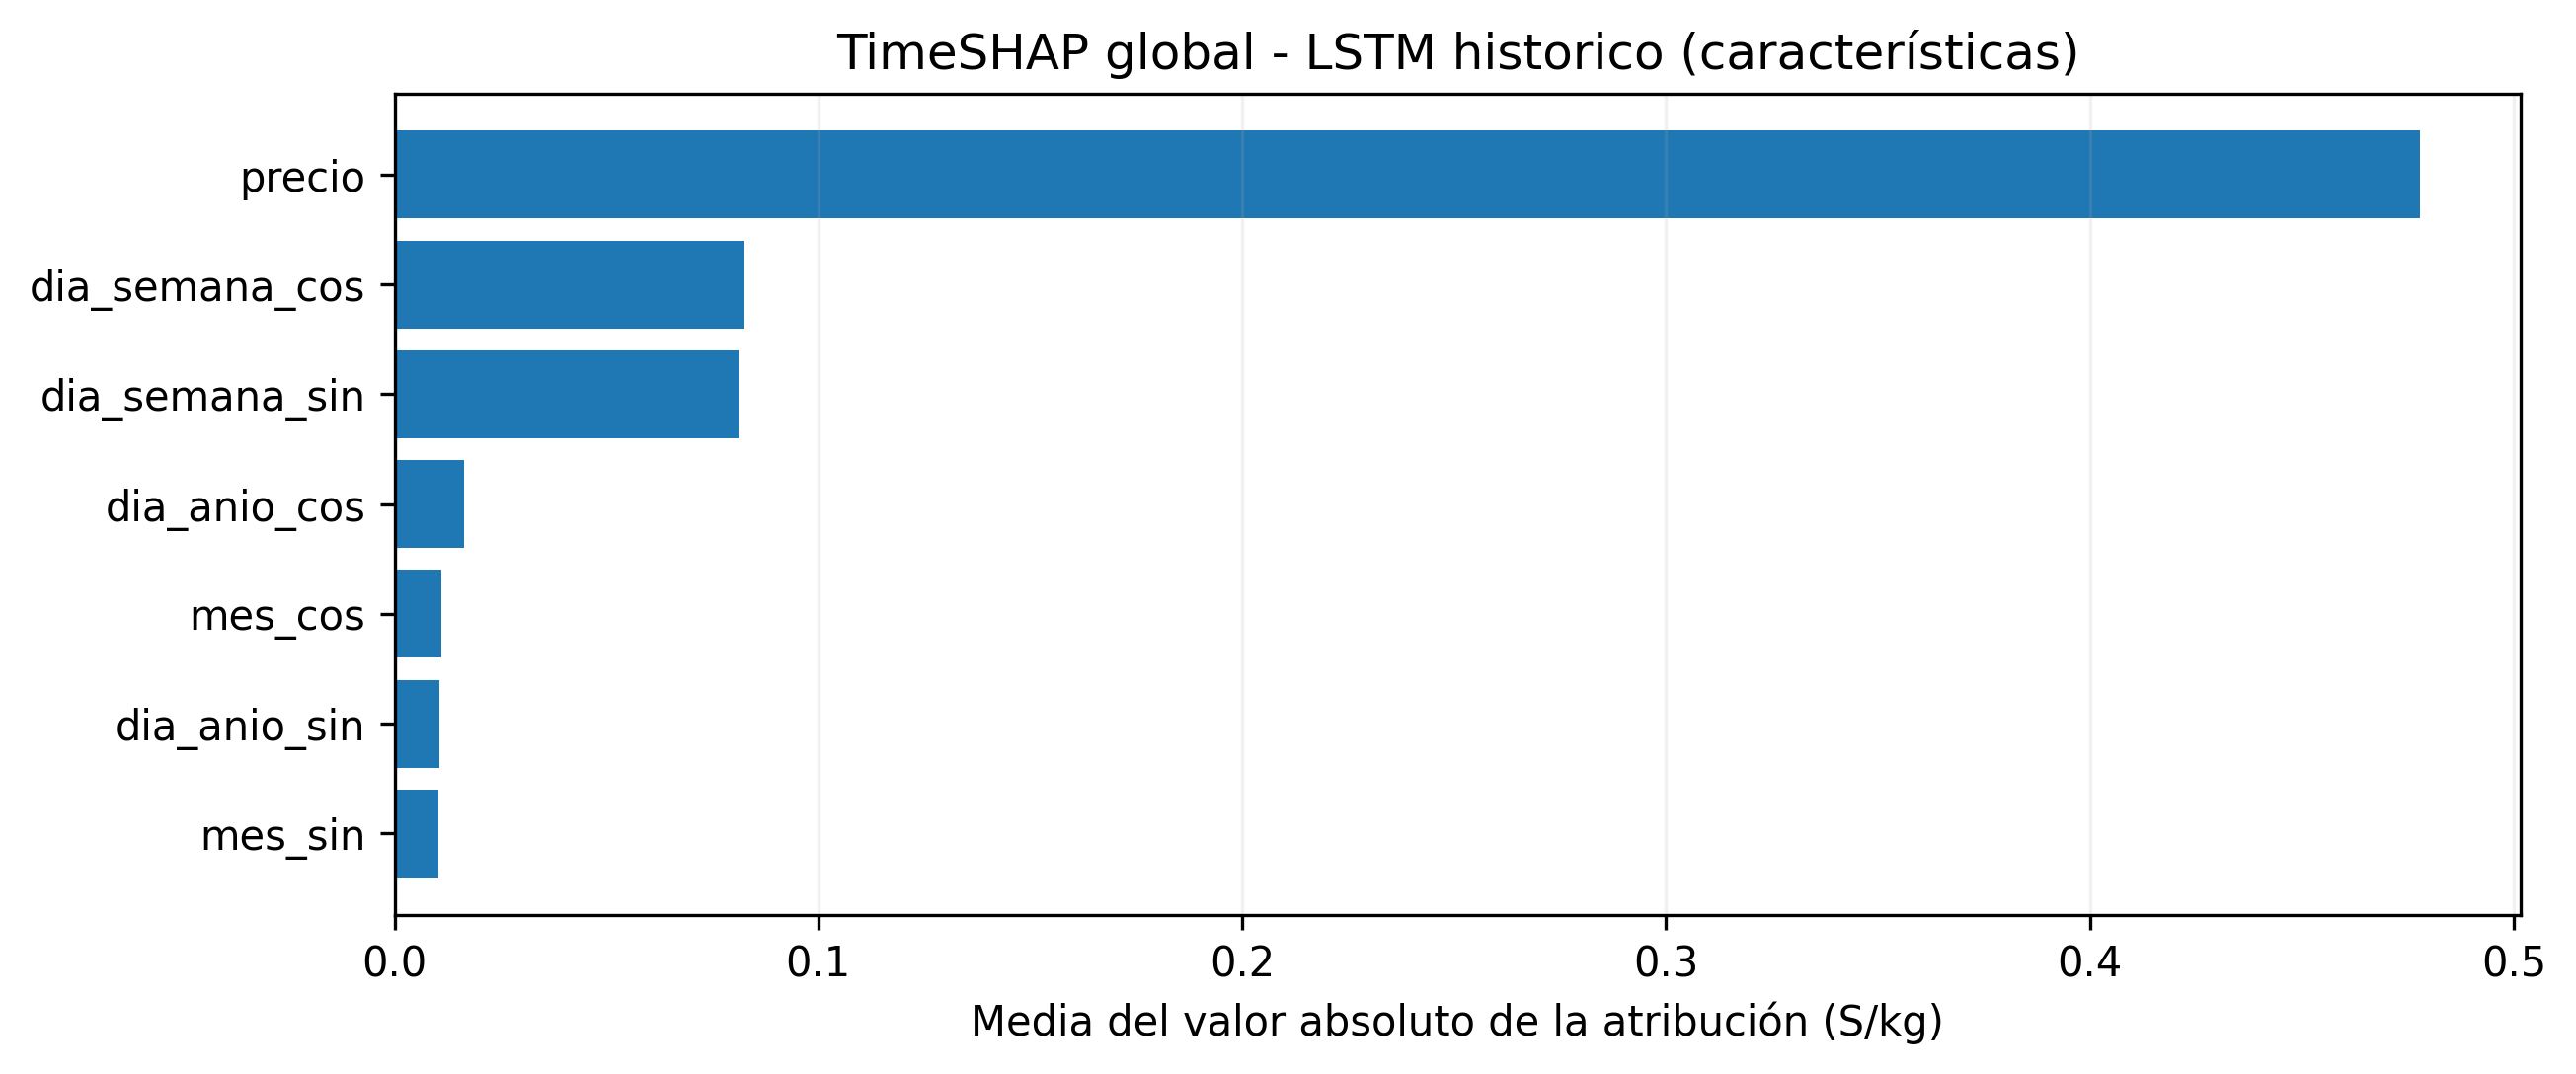 TimeSHAP global - LSTM historico (características)
precio
dia_semana_cos
dia_semana_sin
dia_anio_cos
mes_cos
dia_anio_sin
mes_sin
0.0 0.1 0.2 0.3 0.4 0.5
Media del valor absoluto de la atribución (S/kg)